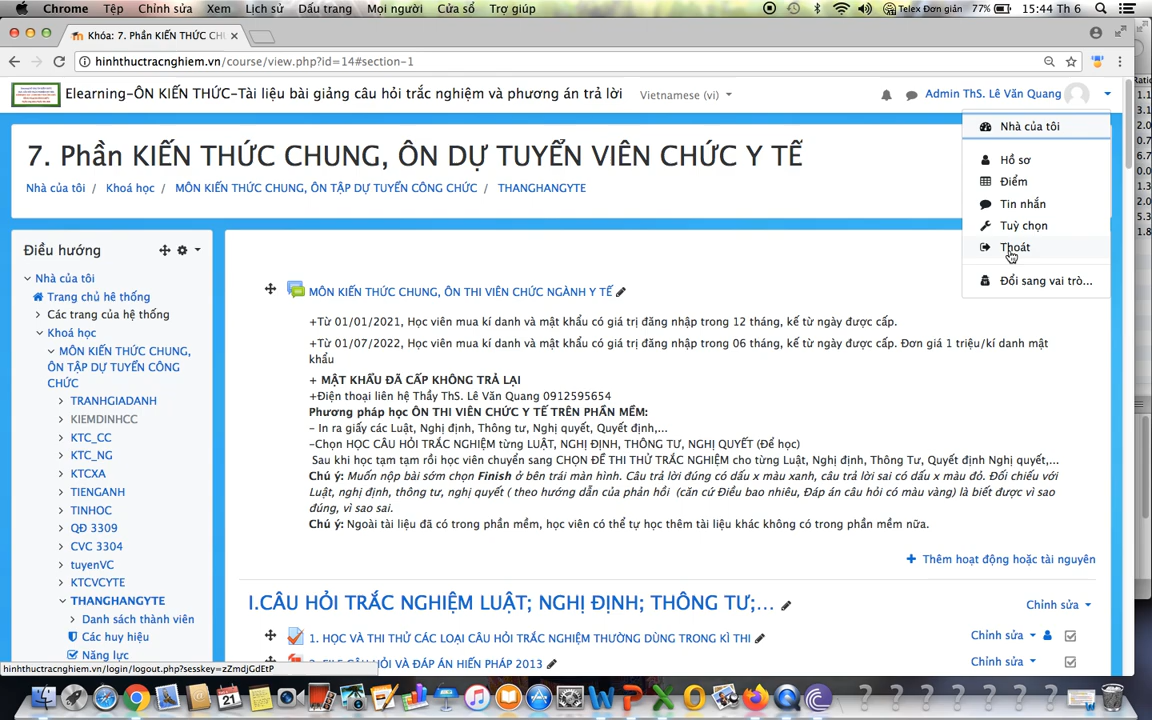 Chrome Tệp Chỉnh sửa Xem Lịch sử Dấu trang Mọi người Cửa sổ Trợ giúp Telex Đơn giản 77% 15:44 Th 6
Khóa: 7. Phần KIẾN THỨC CH
hinhthuctracnghiem.vn/course/view.php?id=14#section-1
Elearning-ÔN KIẾN THỨC-Tài liệu bài giảng câu hỏi trắc nghiệm và phương án trả lời Vietnamese (vi) Admin ThS. Lê Văn Quang
Nhà của tôi
Hồ sơ
Điểm
Tin nhắn
Tuỳ chọn
Thoát
Đổi sang vai trò...
7. Phần KIẾN THỨC CHUNG, ÔN DỰ TUYỂN VIÊN CHỨC Y TẾ
Nhà của tôi / Khoá học / MÔN KIẾN THỨC CHUNG, ÔN TẬP DỰ TUYỂN CÔNG CHỨC / THANGHANGYTE
Điều hướng
Nhà của tôi
Trang chủ hệ thống
Các trang của hệ thống
Khoá học
MÔN KIẾN THỨC CHUNG,
ÔN TẬP DỰ TUYỂN CÔNG
CHỨC
TRANHGIADANH
KIEMDINHCC
KTC_CC
KTC_NG
KTCXA
TIENGANH
TINHOC
QĐ 3309
CVC 3304
tuyenVC
KTCVCYTE
THANGHANGYTE
Danh sách thành viên
Các huy hiệu
Năng lực
MÔN KIẾN THỨC CHUNG, ÔN THI VIÊN CHỨC NGÀNH Y TẾ
+Từ 01/01/2021, Học viên mua kí danh và mật khẩu có giá trị đăng nhập trong 12 tháng, kế từ ngày được cấp.
+Từ 01/07/2022, Học viên mua kí danh và mật khẩu có giá trị đăng nhập trong 06 tháng, kế từ ngày được cấp. Đơn giá 1 triệu/kí danh mật
khẩu
+ MẬT KHẨU ĐÃ CẤP KHÔNG TRẢ LẠI
+Điện thoại liên hệ Thầy ThS. Lê Văn Quang 0912595654
Phương pháp học ÔN THI VIÊN CHỨC Y TẾ TRÊN PHẦN MỀM:
- In ra giấy các Luật, Nghị định, Thông tư, Nghị quyết, Quyết định,...
-Chọn HỌC CÂU HỎI TRẮC NGHIỆM từng LUẬT, NGHỊ ĐỊNH, THÔNG TƯ, NGHỊ QUYẾT (Để học)
Sau khi học tạm tạm rồi học viên chuyển sang CHỌN ĐỀ THI THỬ TRẮC NGHIỆM cho từng Luật, Nghị định, Thông Tư, Quyết định Nghị quyết,...
Chú ý: Muốn nộp bài sớm chọn Finish ở bên trái màn hình. Câu trả lời đúng có dấu x màu xanh, câu trả lời sai có dấu x màu đỏ. Đối chiếu với
Luật, nghị định, thông tư, nghị quyết ( theo hướng dẫn của phản hồi (căn cứ Điều bao nhiêu, Đáp án câu hỏi có màu vàng) là biết được vì sao
đúng, vì sao sai.
Chú ý: Ngoài tài liệu đã có trong phần mềm, học viên có thể tự học thêm tài liệu khác không có trong phần mềm nữa.
Thêm hoạt động hoặc tài nguyên
I.CÂU HỎI TRẮC NGHIỆM LUẬT; NGHỊ ĐỊNH; THÔNG TƯ;... Chỉnh sửa
1. HỌC VÀ THI THỬ CÁC LOẠI CÂU HỎI TRẮC NGHIỆM THƯỜNG DÙNG TRONG KÌ THI Chỉnh sửa
2. FILE CÂU HỎI VÀ ĐÁP ÁN HIẾN PHÁP 2013 Chỉnh sửa
hinhthuctracnghiem.vn/login/logout.php?sesskey=zZmdjGdEtP